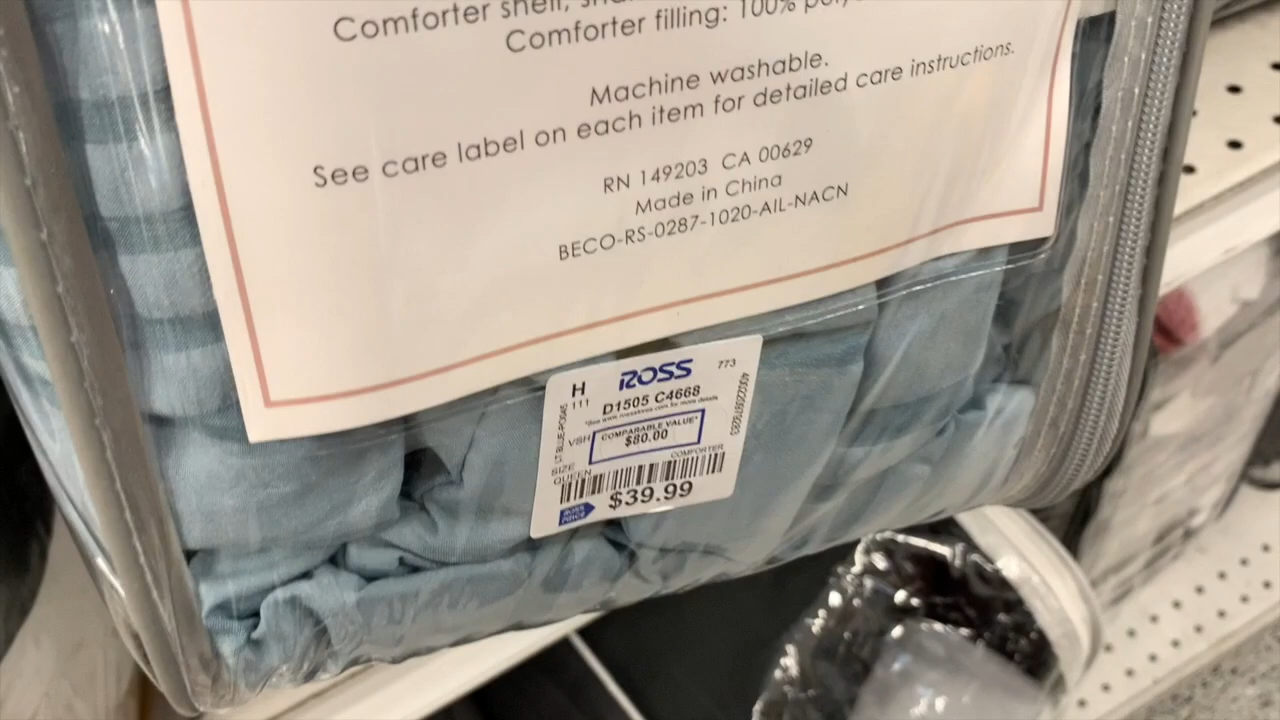 Comforter shell,
Comforter filling: 100%
Machine washable.
See care label on each item for detailed care instructions.
RN 149203 CA 00629
Made in China
BECO-RS-0287-1020-AIL-NACN
H
ROSS
773
111
D1505 C4668
*See www.rossstores.com for more details
VSH
COMPARABLE VALUE*
$80.00
SIZE
QUEEN
COMFORTER
$39.99
ROSS
PRICE